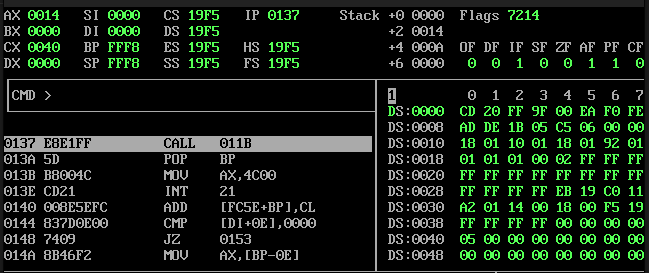 AX 0014 SI 0000 CS 19F5 IP 0137 Stack +0 0000 Flags 7214
BX 0000 DI 0000 DS 19F5 +2 0014
CX 0040 BP FFF8 ES 19F5 HS 19F5 +4 000A OF DF IF SF ZF AF PF CF
DX 0000 SP FFF8 SS 19F5 FS 19F5 +6 0000 0 0 1 0 0 1 1 0
CMD >
1 0 1 2 3 4 5 6 7
DS:0000 CD 20 FF 9F 00 EA F0 FE
DS:0008 AD DE 1B 05 C5 06 00 00
0137 E8E1FF CALL 011B DS:0010 18 01 10 01 18 01 92 01
013A 5D POP BP DS:0018 01 01 01 00 02 FF FF FF
013B B8004C MOV AX,4C00 DS:0020 FF FF FF FF FF FF FF FF
013E CD21 INT 21 DS:0028 FF FF FF FF EB 19 C0 11
0140 008E5EFC ADD [FC5E+BP],CL DS:0030 A2 01 14 00 18 00 F5 19
0144 837D0E00 CMP [DI+0E],0000 DS:0038 FF FF FF FF 00 00 00 00
0148 7409 JZ 0153 DS:0040 05 00 00 00 00 00 00 00
014A 8B46F2 MOV AX,[BP-0E] DS:0048 00 00 00 00 00 00 00 00